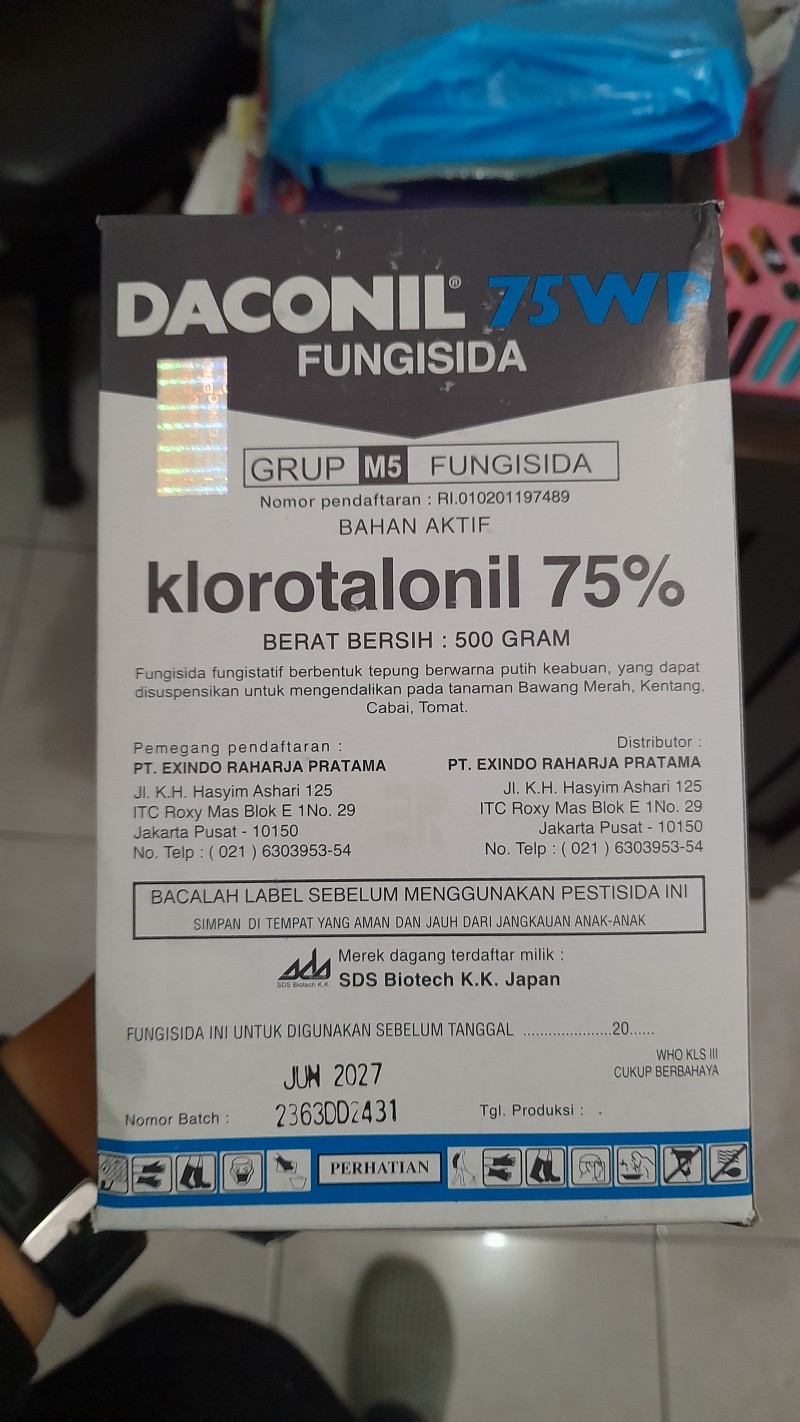 DACONIL® 75WP
FUNGISIDA
GRUP M5 FUNGISIDA
Nomor pendaftaran : RI.010201197489
BAHAN AKTIF
klorotalonil 75%
BERAT BERSIH : 500 GRAM
Fungisida fungistatif berbentuk tepung berwarna putih keabuan, yang dapat
disuspensikan untuk mengendalikan pada tanaman Bawang Merah, Kentang,
Cabai, Tomat.
Pemegang pendaftaran :
PT. EXINDO RAHARJA PRATAMA
Jl. K.H. Hasyim Ashari 125
ITC Roxy Mas Blok E 1No. 29
Jakarta Pusat - 10150
No. Telp : ( 021 ) 6303953-54
Distributor :
PT. EXINDO RAHARJA PRATAMA
Jl. K.H. Hasyim Ashari 125
ITC Roxy Mas Blok E 1No. 29
Jakarta Pusat - 10150
No. Telp : ( 021 ) 6303953-54
BACALAH LABEL SEBELUM MENGGUNAKAN PESTISIDA INI
SIMPAN DI TEMPAT YANG AMAN DAN JAUH DARI JANGKAUAN ANAK-ANAK
Merek dagang terdaftar milik :
sds
SDS Biotech K.K.
SDS Biotech K.K. Japan
FUNGISIDA INI UNTUK DIGUNAKAN SEBELUM TANGGAL .....................20......
WHO KLS III
CUKUP BERBAHAYA
JUN 2027
Nomor Batch : 2363DD2431
Tgl. Produksi : .
PERHATIAN